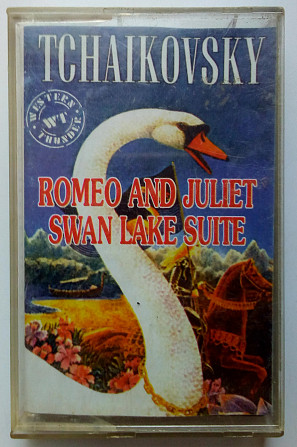 TCHAIKOVSKY
WESTERN
WT
THUNDER
ROMEO AND JULIET
SWAN LAKE SUITE